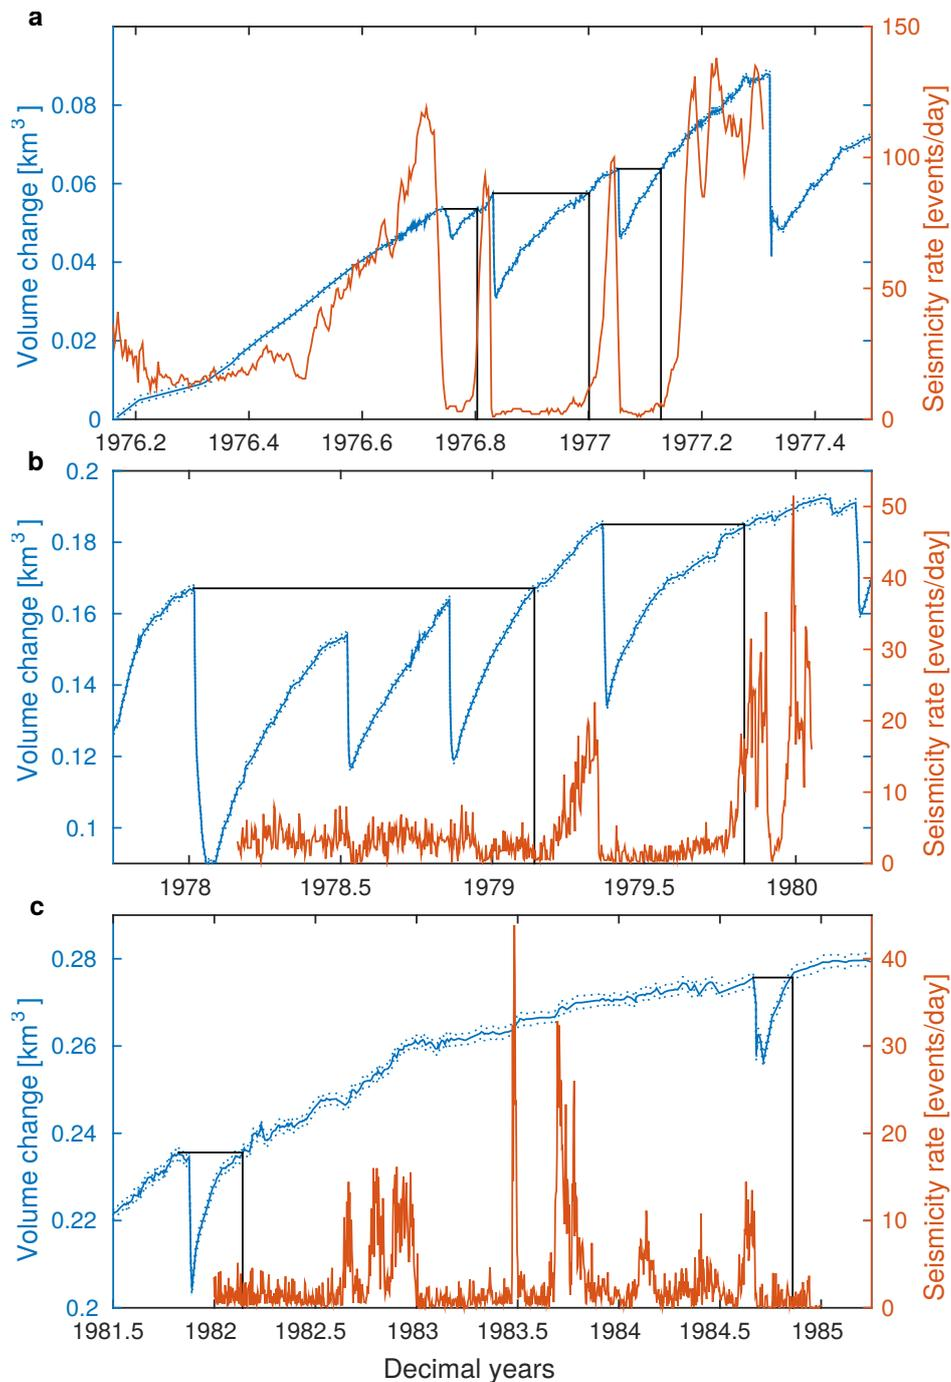 a
Volume change [km³]
0.08
0.06
0.04
0.02
0
150
100
50
0
Seismicity rate [events/day]
1976.2 1976.4 1976.6 1976.8 1977 1977.2 1977.4
b
Volume change [km³]
0.2
0.18
0.16
0.14
0.12
0.1
50
40
30
20
10
0
Seismicity rate [events/day]
1978 1978.5 1979 1979.5 1980
c
Volume change [km³]
0.28
0.26
0.24
0.22
0.2
40
30
20
10
0
Seismicity rate [events/day]
1981.5 1982 1982.5 1983 1983.5 1984 1984.5 1985
Decimal years